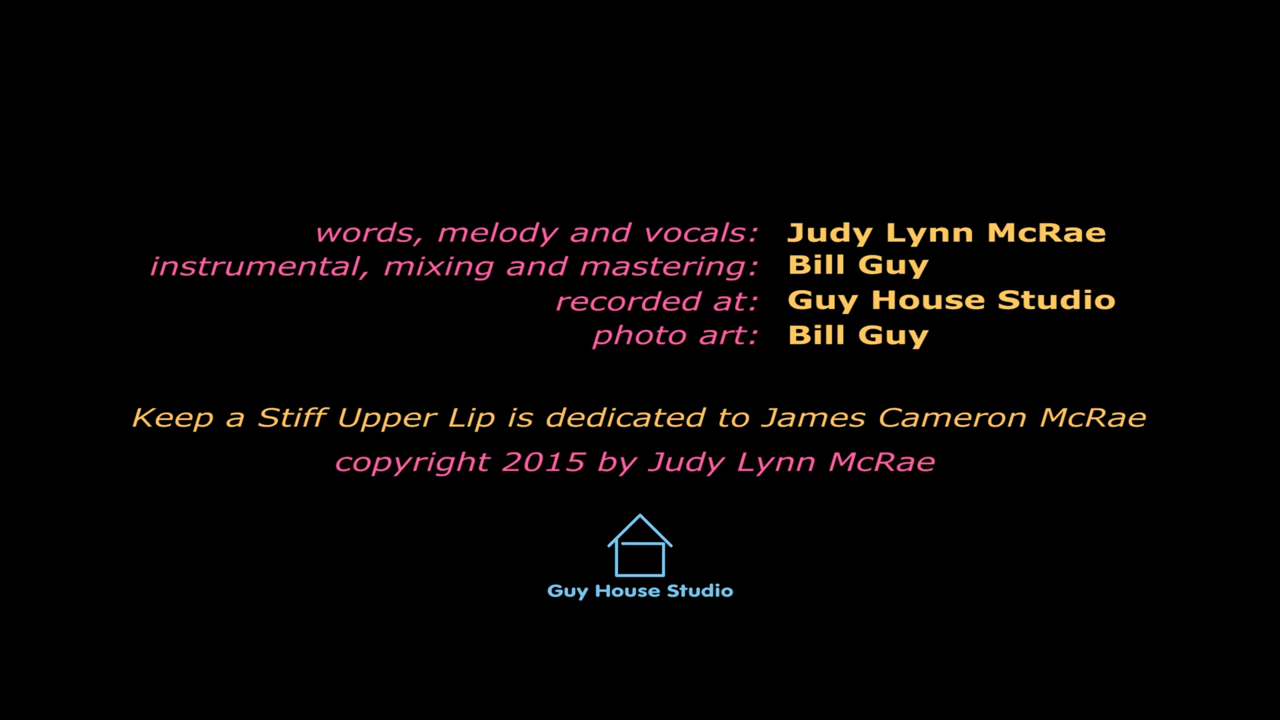 words, melody and vocals: Judy Lynn McRae
instrumental, mixing and mastering: Bill Guy
recorded at: Guy House Studio
photo art: Bill Guy
Keep a Stiff Upper Lip is dedicated to James Cameron McRae
copyright 2015 by Judy Lynn McRae
Guy House Studio